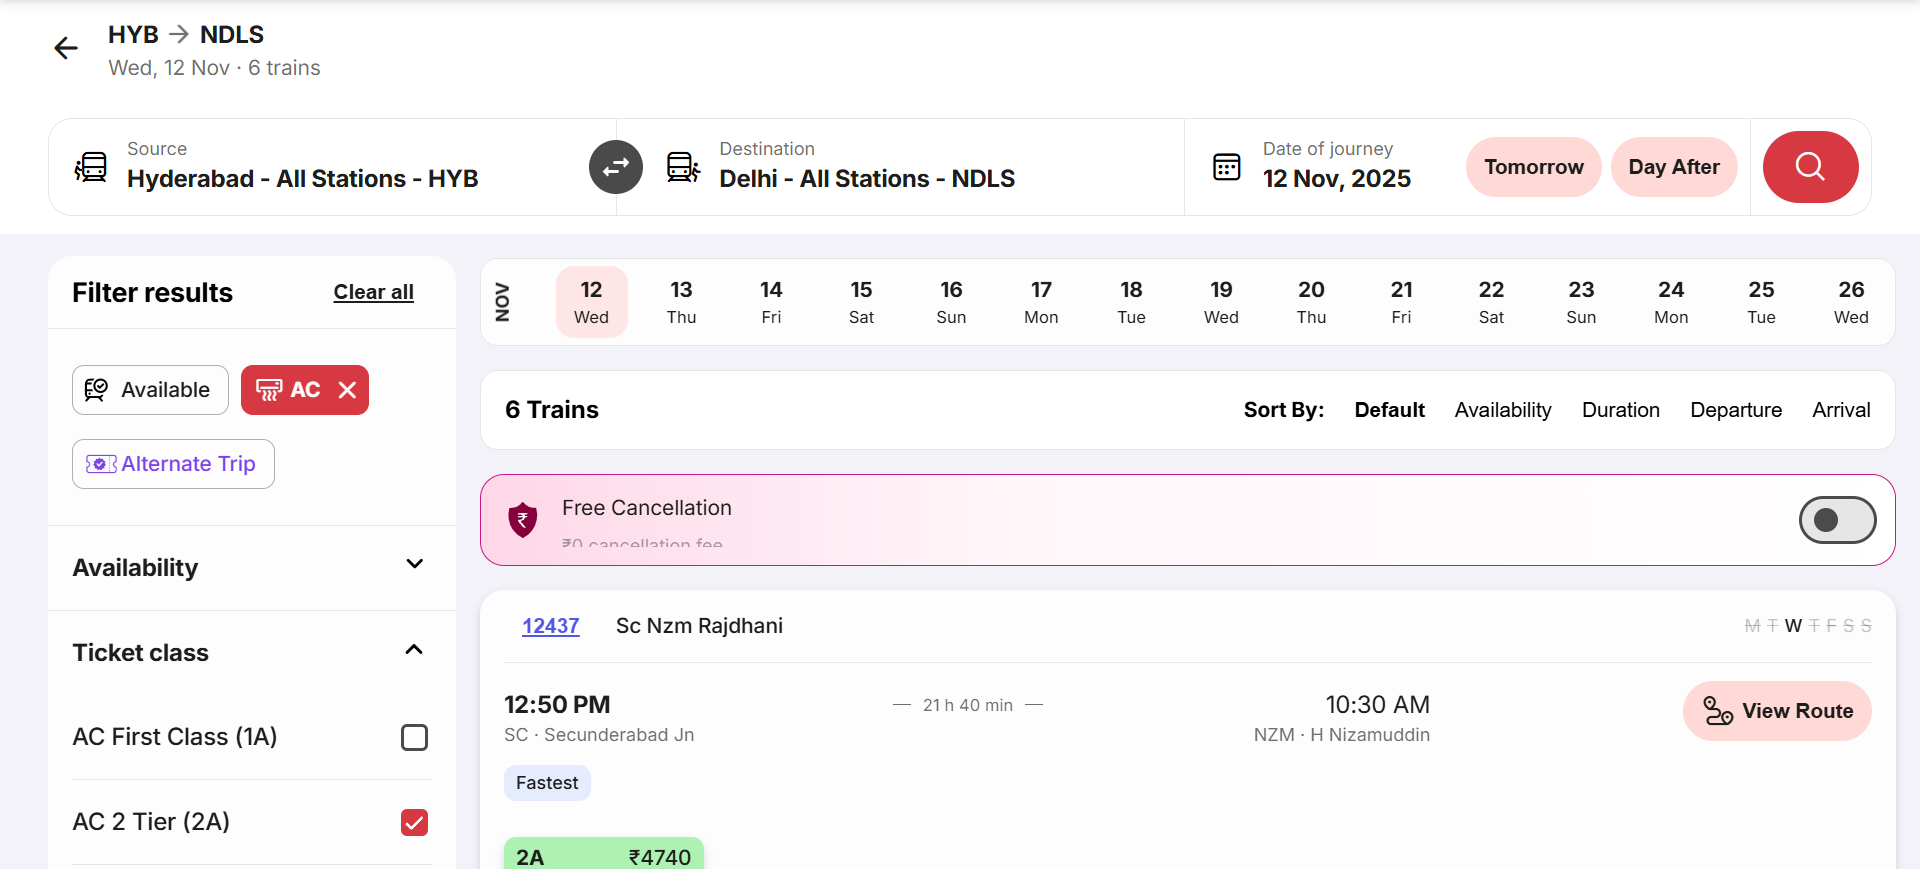 HYB → NDLS
Wed, 12 Nov · 6 trains
Source
Hyderabad - All Stations - HYB
Destination
Delhi - All Stations - NDLS
Date of journey
12 Nov, 2025
Tomorrow
Day After
Filter results
Clear all
Available
AC
Alternate Trip
Availability
Ticket class
AC First Class (1A)
AC 2 Tier (2A)
NOV
12 13 14 15 16 17 18 19 20 21 22 23 24 25 26
Wed Thu Fri Sat Sun Mon Tue Wed Thu Fri Sat Sun Mon Tue Wed
6 Trains
Sort By: Default Availability Duration Departure Arrival
Free Cancellation
₹0 cancellation fee
12437 Sc Nzm Rajdhani M T W T F S S
12:50 PM — 21 h 40 min — 10:30 AM
SC · Secunderabad Jn NZM · H Nizamuddin
View Route
Fastest
2A ₹4740